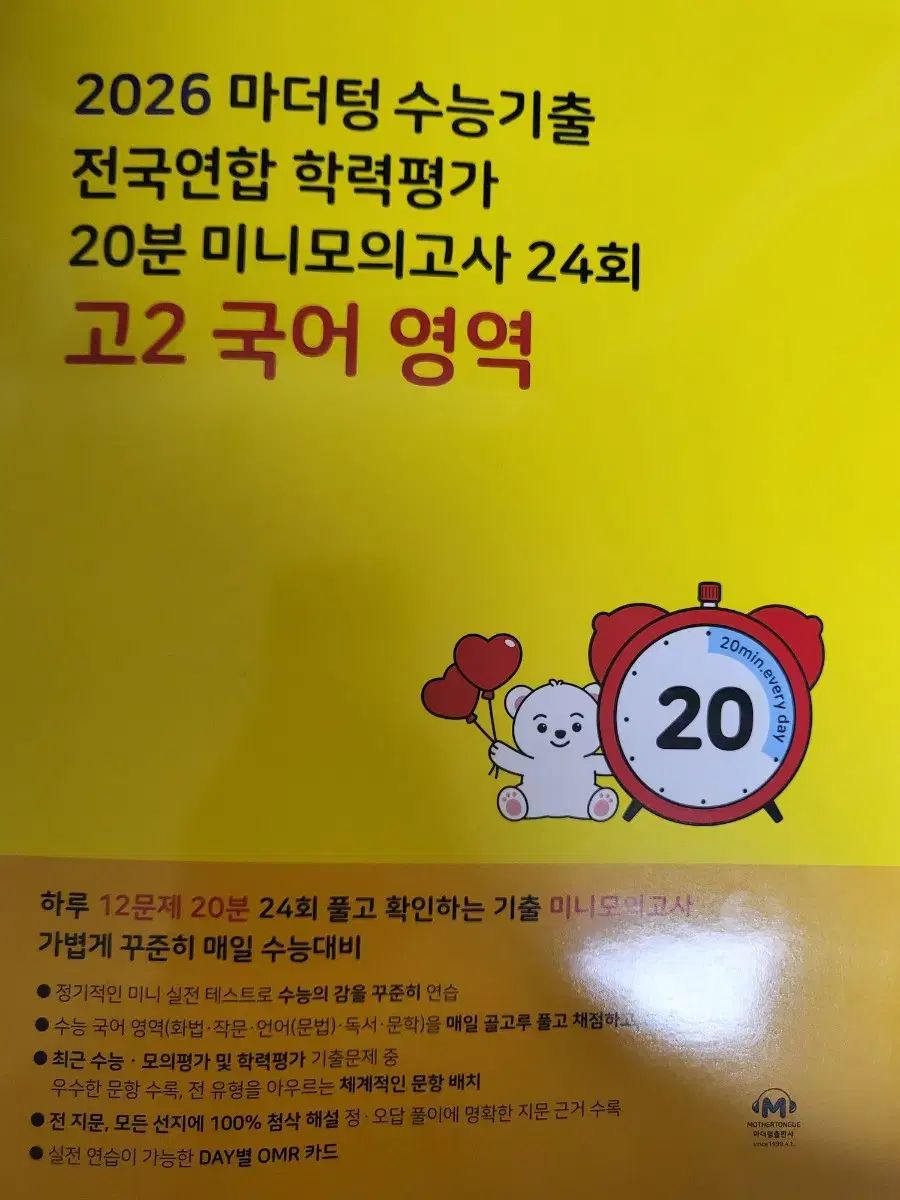 2026 마더텅 수능기출
전국연합 학력평가
20분 미니모의고사 24회
고2 국어 영역
20min.every day
20
하루 12문제 20분 24회 풀고 확인하는 기출 미니모의고사
가볍게 꾸준히 매일 수능대비
● 정기적인 미니 실전 테스트로 수능의 감을 꾸준히 연습
● 수능 국어 영역(화법·작문·언어(문법)·독서·문학)을 매일 골고루 풀고 채점하고
● 최근 수능·모의평가 및 학력평가 기출문제 중
우수한 문항 수록, 전 유형을 아우르는 체계적인 문항 배치
● 전 지문, 모든 선지에 100% 첨삭 해설 정·오답 풀이에 명확한 지문 근거 수록
● 실전 연습이 가능한 DAY별 OMR 카드
M
MOTHERTONGUE
마더텅출판사
since1999.4.1.